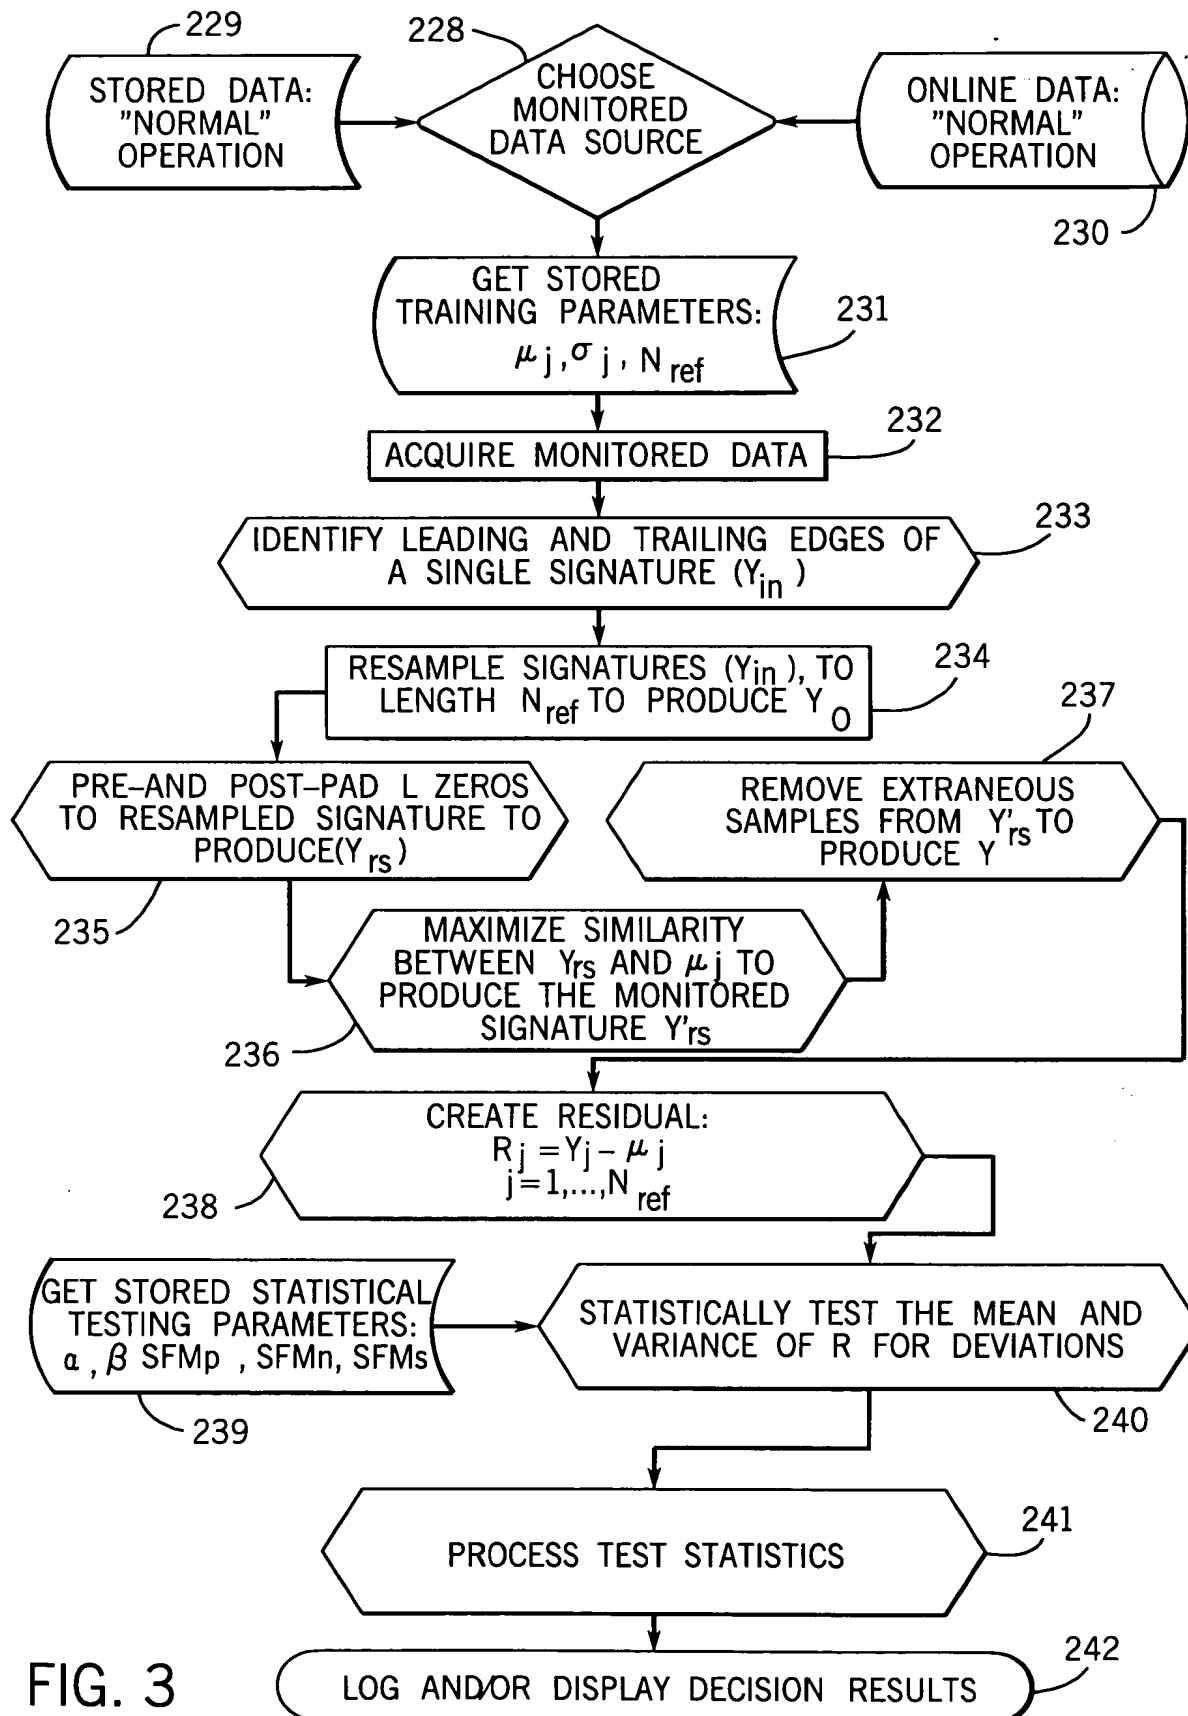 229
STORED DATA:
"NORMAL"
OPERATION
228
CHOOSE
MONITORED
DATA SOURCE
ONLINE DATA:
"NORMAL"
OPERATION
230
GET STORED
TRAINING PARAMETERS:
μj, σj, Nref
231
ACQUIRE MONITORED DATA
232
IDENTIFY LEADING AND TRAILING EDGES OF
A SINGLE SIGNATURE (Yin)
233
RESAMPLE SIGNATURES (Yin), TO
LENGTH Nref TO PRODUCE YO
234
PRE-AND POST-PAD L ZEROS
TO RESAMPLED SIGNATURE TO
PRODUCE(Yrs)
235
MAXIMIZE SIMILARITY
BETWEEN Yrs AND μj TO
PRODUCE THE MONITORED
SIGNATURE Y'rs
236
237
REMOVE EXTRANEOUS
SAMPLES FROM Y'rs TO
PRODUCE Y
CREATE RESIDUAL:
Rj = Yj - μj
j=1,...,Nref
238
GET STORED STATISTICAL
TESTING PARAMETERS:
α, β SFMp , SFMn, SFMs
239
STATISTICALLY TEST THE MEAN AND
VARIANCE OF R FOR DEVIATIONS
240
PROCESS TEST STATISTICS
241
LOG AND/OR DISPLAY DECISION RESULTS
242
FIG. 3